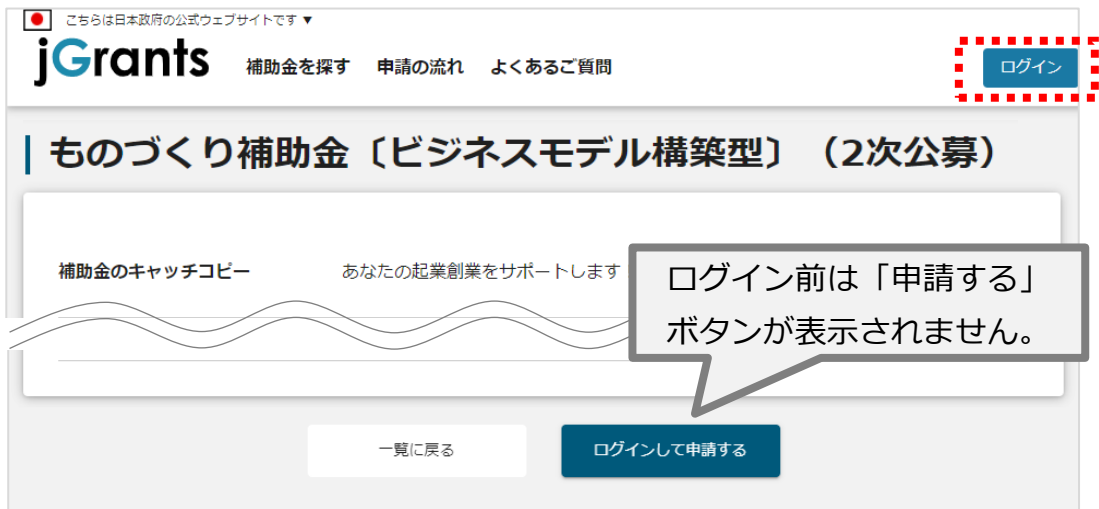 こちらは日本政府の公式ウェブサイトです ▼
jGrants 補助金を探す 申請の流れ よくあるご質問 ログイン
ものづくり補助金〔ビジネスモデル構築型〕（2次公募）
補助金のキャッチコピー あなたの起業創業をサポートします
ログイン前は「申請する」
ボタンが表示されません。
一覧に戻る ログインして申請する